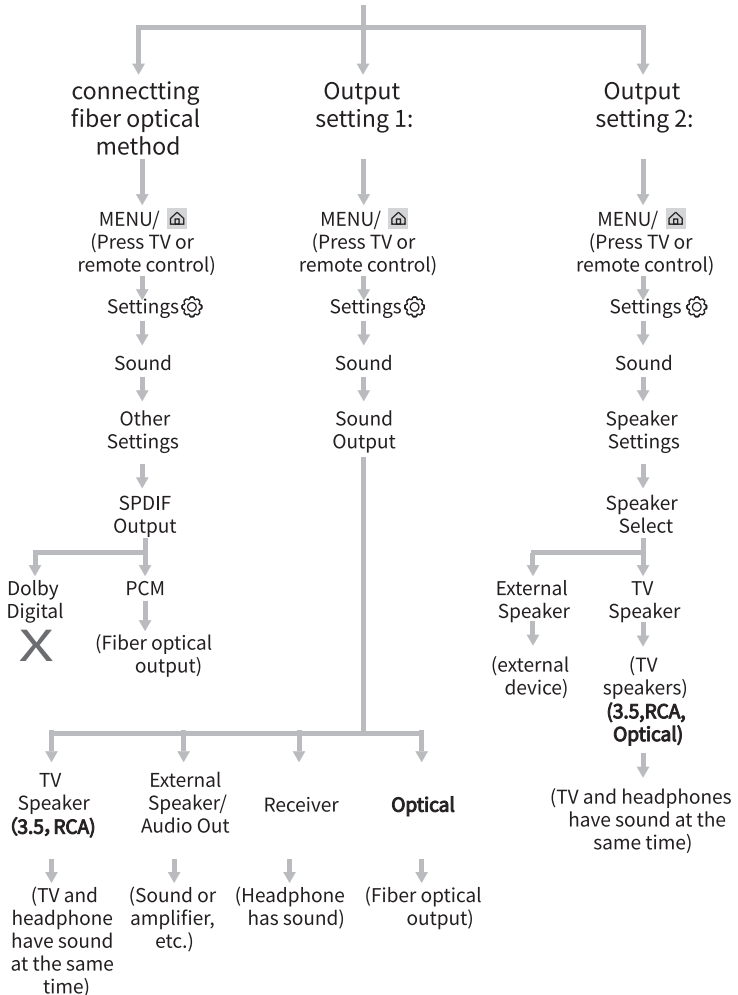 connectting
fiber optical
method
MENU/
(Press TV or
remote control)
Settings
Sound
Other
Settings
SPDIF
Output
Dolby
Digital
X
PCM
(Fiber optical
output)
Output
setting 1:
MENU/
(Press TV or
remote control)
Settings
Sound
Sound
Output
TV
Speaker
(3.5, RCA)
(TV and
headphone
have sound
at the same
time)
External
Speaker/
Audio Out
(Sound or
amplifier,
etc.)
Receiver
(Headphone
has sound)
Optical
(Fiber optical
output)
Output
setting 2:
MENU/
(Press TV or
remote control)
Settings
Sound
Speaker
Settings
Speaker
Select
External
Speaker
(external
device)
TV
Speaker
(TV
speakers)
(3.5,RCA,
Optical)
(TV and headphones
have sound at the
same time)